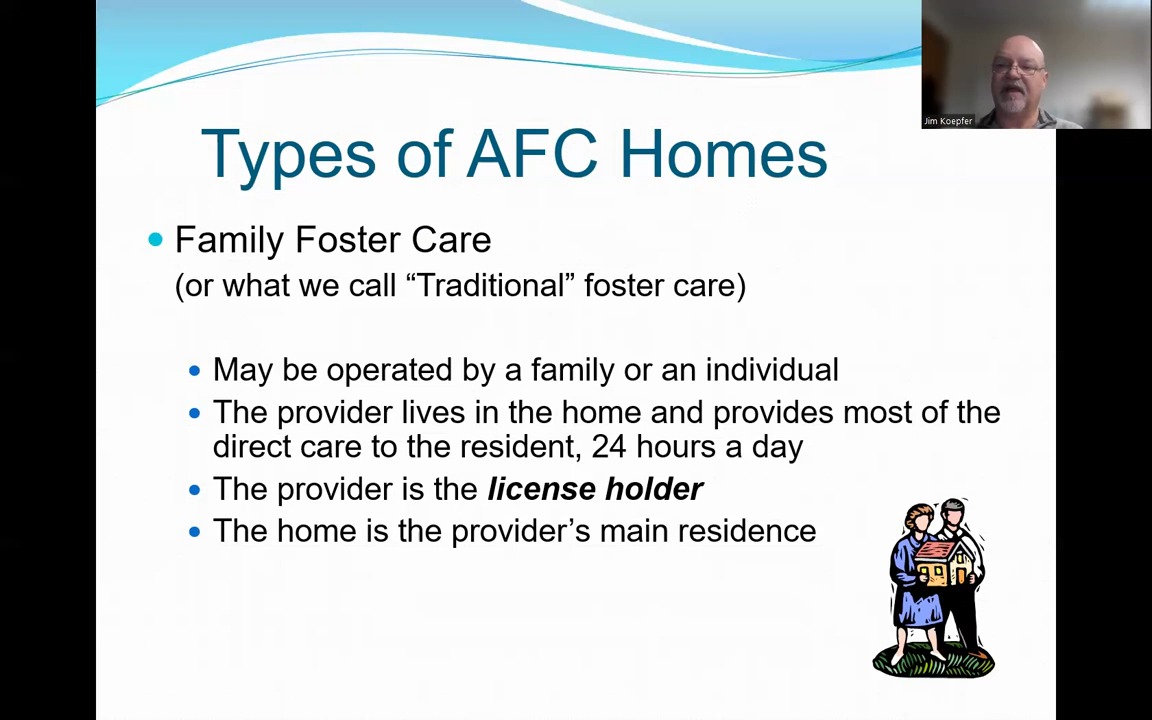 Jim Koepfer
Types of AFC Homes
Family Foster Care
(or what we call “Traditional” foster care)
May be operated by a family or an individual
The provider lives in the home and provides most of the
direct care to the resident, 24 hours a day
The provider is the license holder
The home is the provider’s main residence